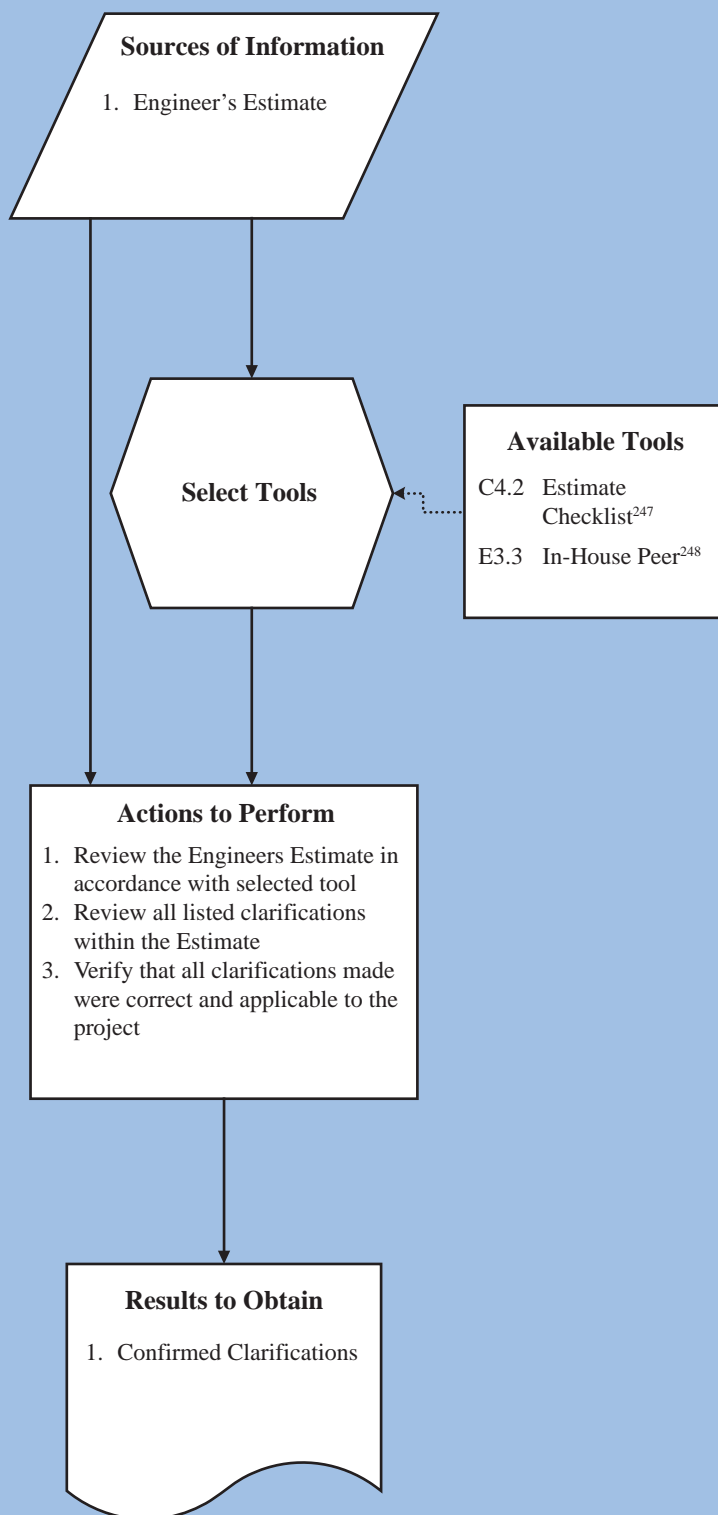 Sources of Information
1. Engineer’s Estimate
Select Tools
Available Tools
C4.2 Estimate
Checklist247
E3.3 In-House Peer248
Actions to Perform
1. Review the Engineers Estimate in
accordance with selected tool
2. Review all listed clarifications
within the Estimate
3. Verify that all clarifications made
were correct and applicable to the
project
Results to Obtain
1. Confirmed Clarifications